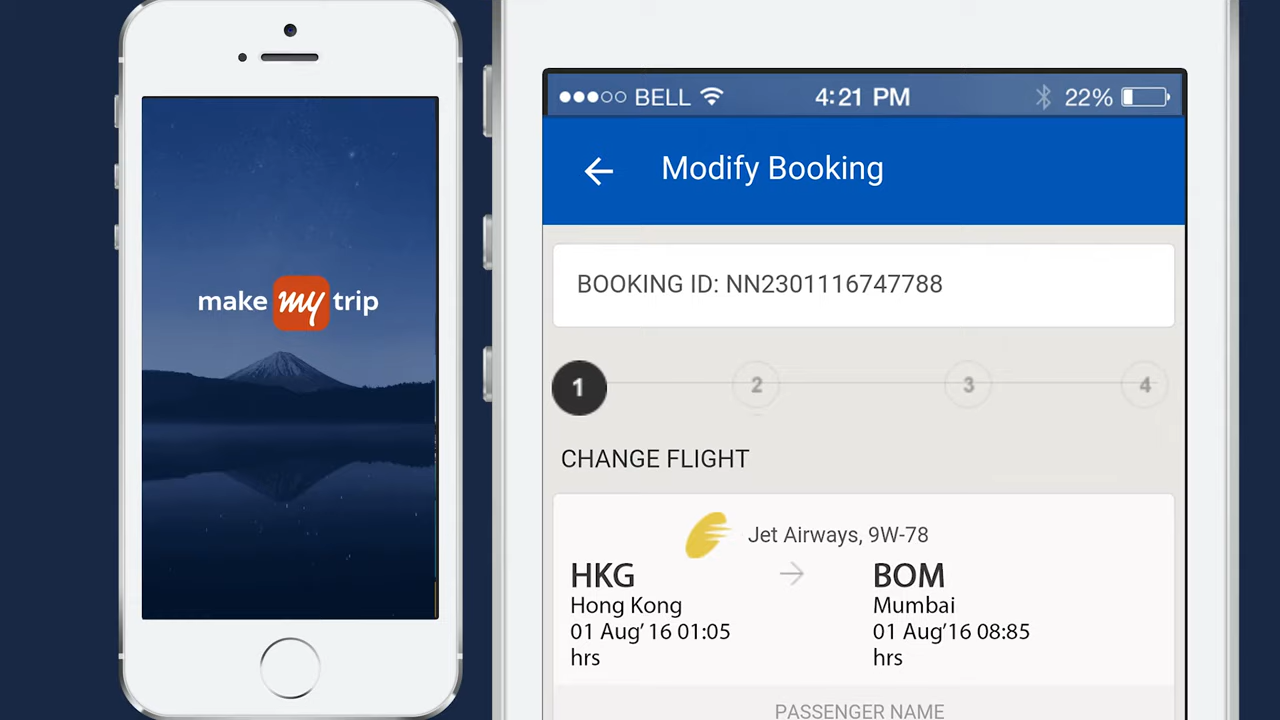 make my trip
BELL 4:21 PM 22%
Modify Booking
BOOKING ID: NN2301116747788
1 2 3 4
CHANGE FLIGHT
Jet Airways, 9W-78
HKG BOM
Hong Kong Mumbai
01 Aug' 16 01:05 01 Aug'16 08:85
hrs hrs
PASSENGER NAME